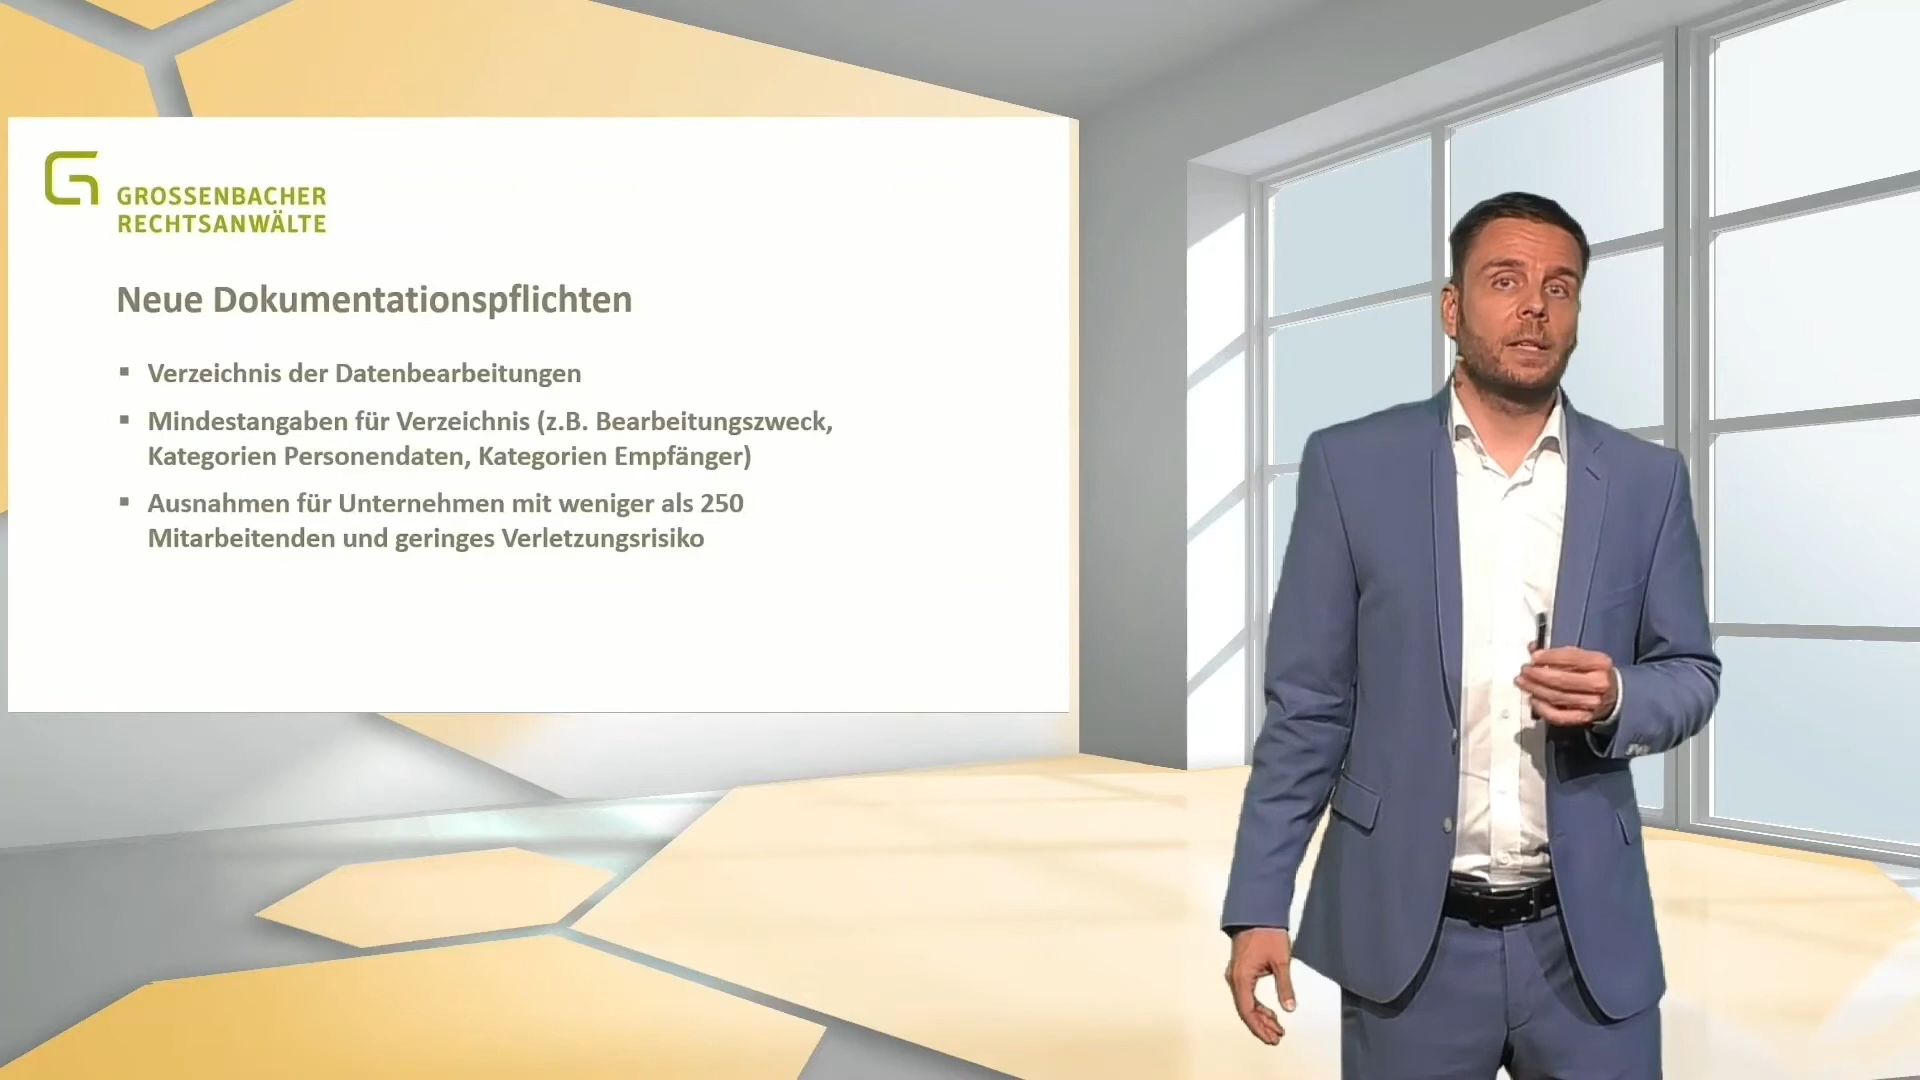 GROSSENBACHER
RECHTSANWÄLTE
Neue Dokumentationspflichten
▪ Verzeichnis der Datenbearbeitungen
▪ Mindestangaben für Verzeichnis (z.B. Bearbeitungszweck,
Kategorien Personendaten, Kategorien Empfänger)
▪ Ausnahmen für Unternehmen mit weniger als 250
Mitarbeitenden und geringes Verletzungsrisiko